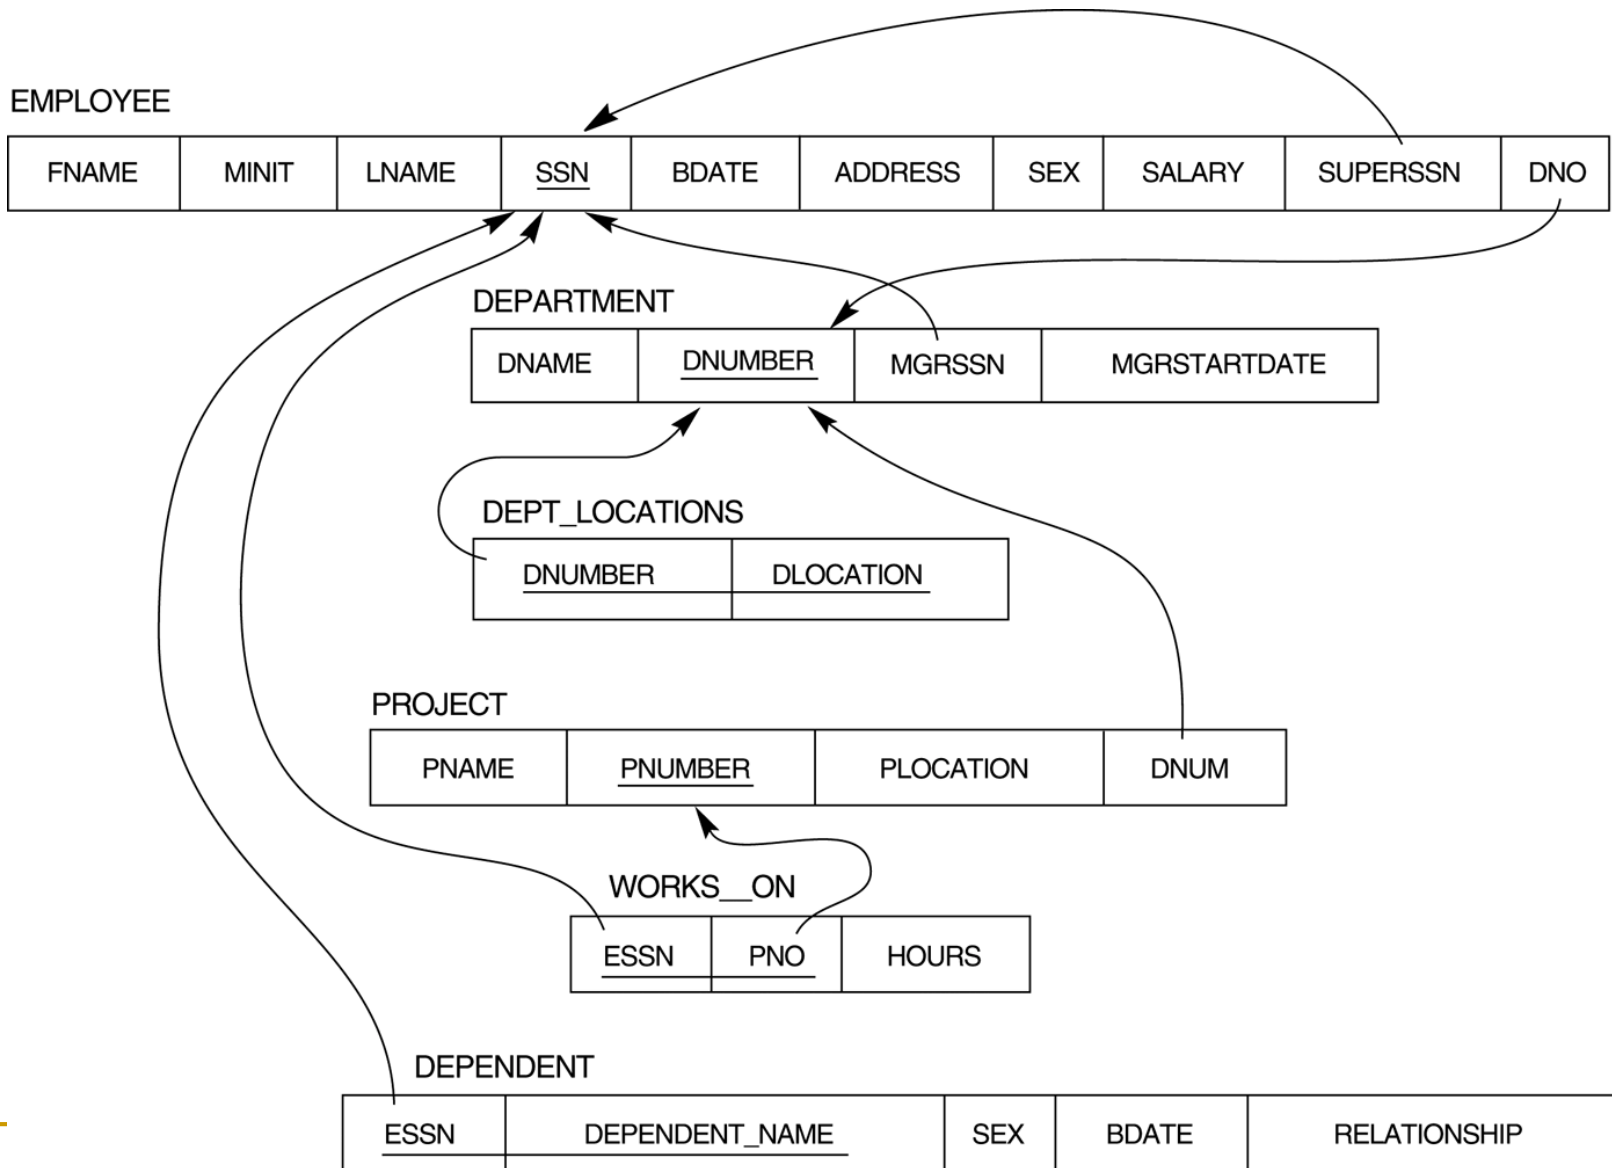 EMPLOYEE
FNAME MINIT LNAME SSN BDATE ADDRESS SEX SALARY SUPERSSN DNO
DEPARTMENT
DNAME DNUMBER MGRSSN MGRSTARTDATE
DEPT_LOCATIONS
DNUMBER DLOCATION
PROJECT
PNAME PNUMBER PLOCATION DNUM
WORKS__ON
ESSN PNO HOURS
DEPENDENT
ESSN DEPENDENT_NAME SEX BDATE RELATIONSHIP